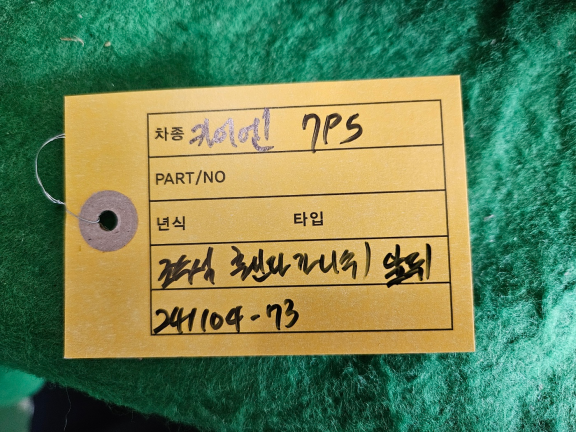 차종 카이엔 7PS
PART/NO
년식 타입
조수석 휀다 가니쉬 앞뒤
241104-73